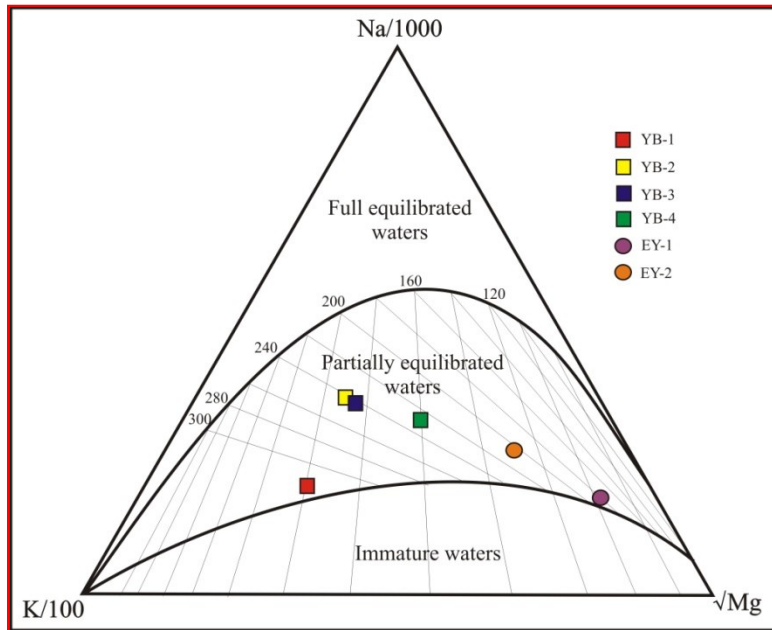 Na/1000
YB-1
YB-2
YB-3
YB-4
EY-1
EY-2
Full equilibrated
waters
160
200
120
240
Partially equilibrated
waters
280
300
Immature waters
K/100
√Mg